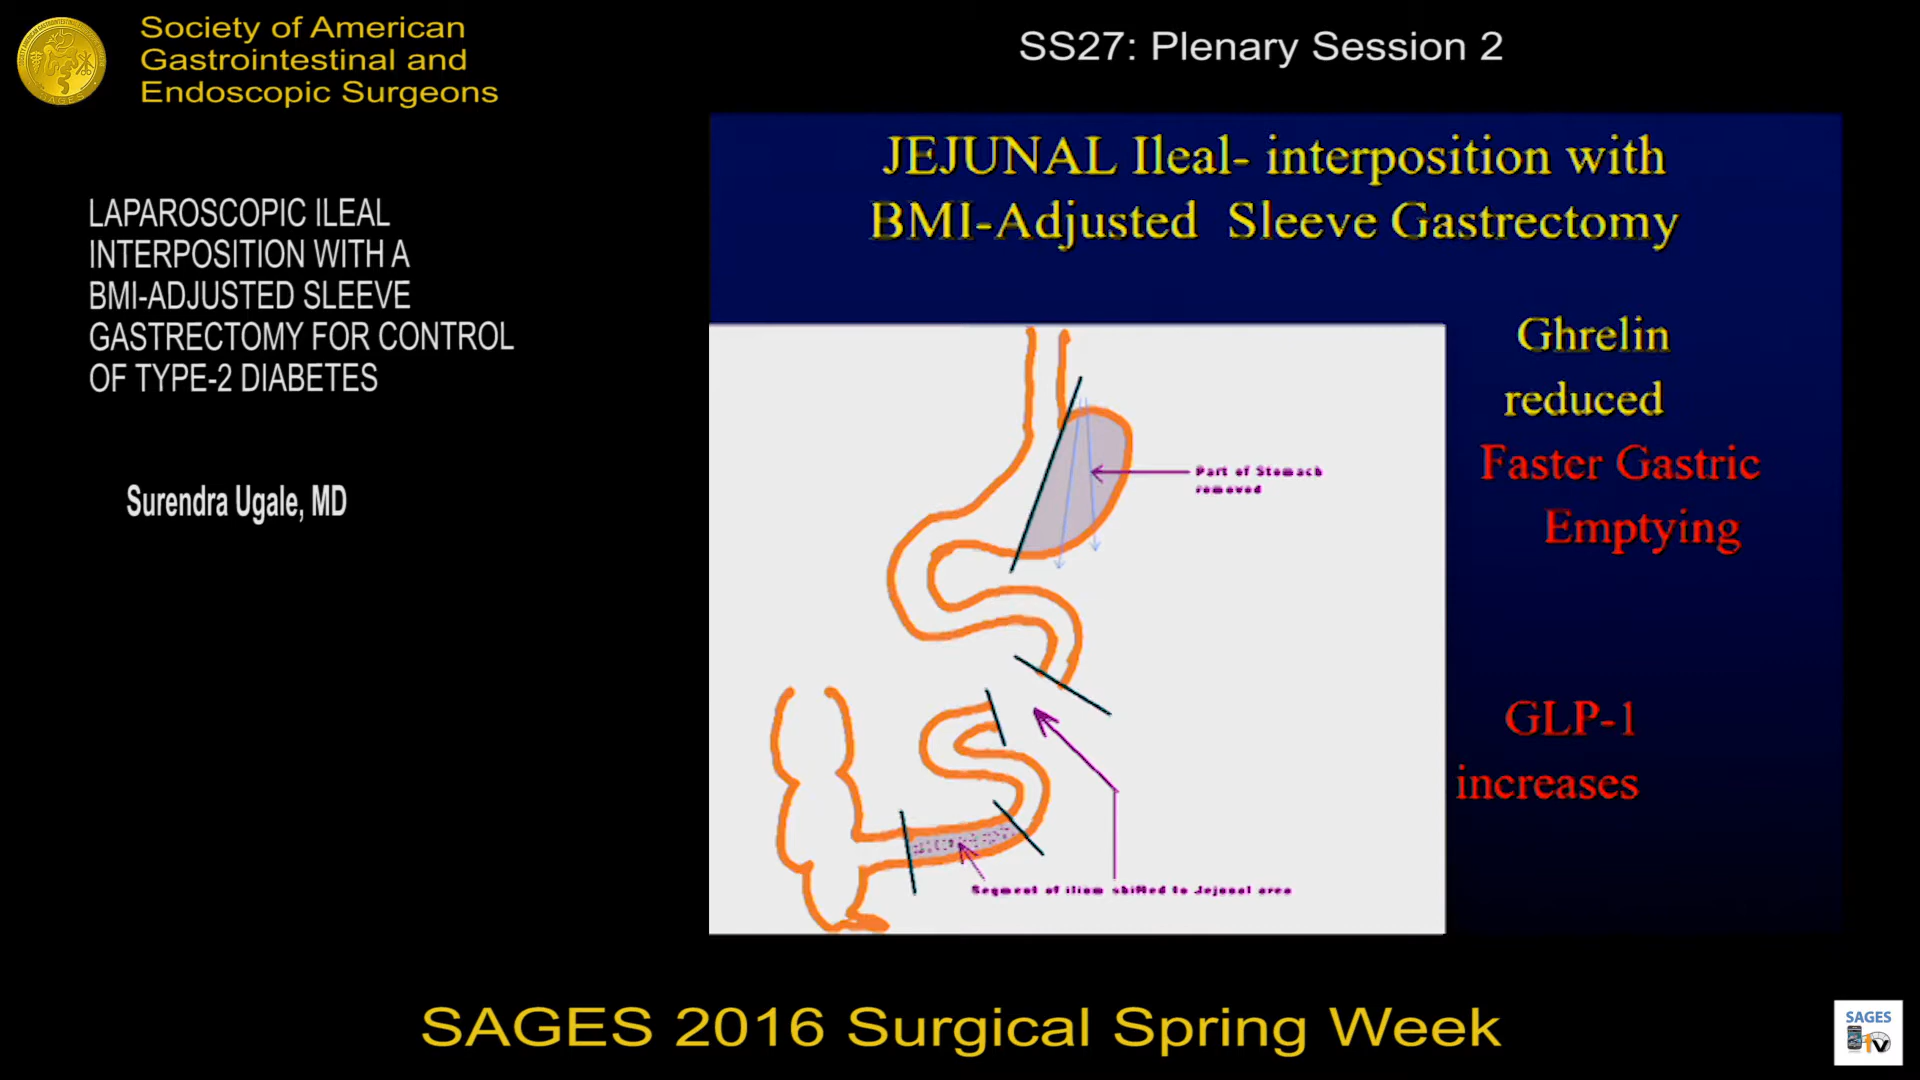 Society of American
Gastrointestinal and
Endoscopic Surgeons
SS27: Plenary Session 2
LAPAROSCOPIC ILEAL
INTERPOSITION WITH A
BMI-ADJUSTED SLEEVE
GASTRECTOMY FOR CONTROL
OF TYPE-2 DIABETES
Surendra Ugale, MD
JEJUNAL Ileal- interposition with
BMI-Adjusted Sleeve Gastrectomy
Ghrelin
reduced
Faster Gastric
Emptying
GLP-1
increases
Part of Stomach
removed
Segment of ilium shifted to Jejunal area
SAGES 2016 Surgical Spring Week
SAGES
TV
SAGES